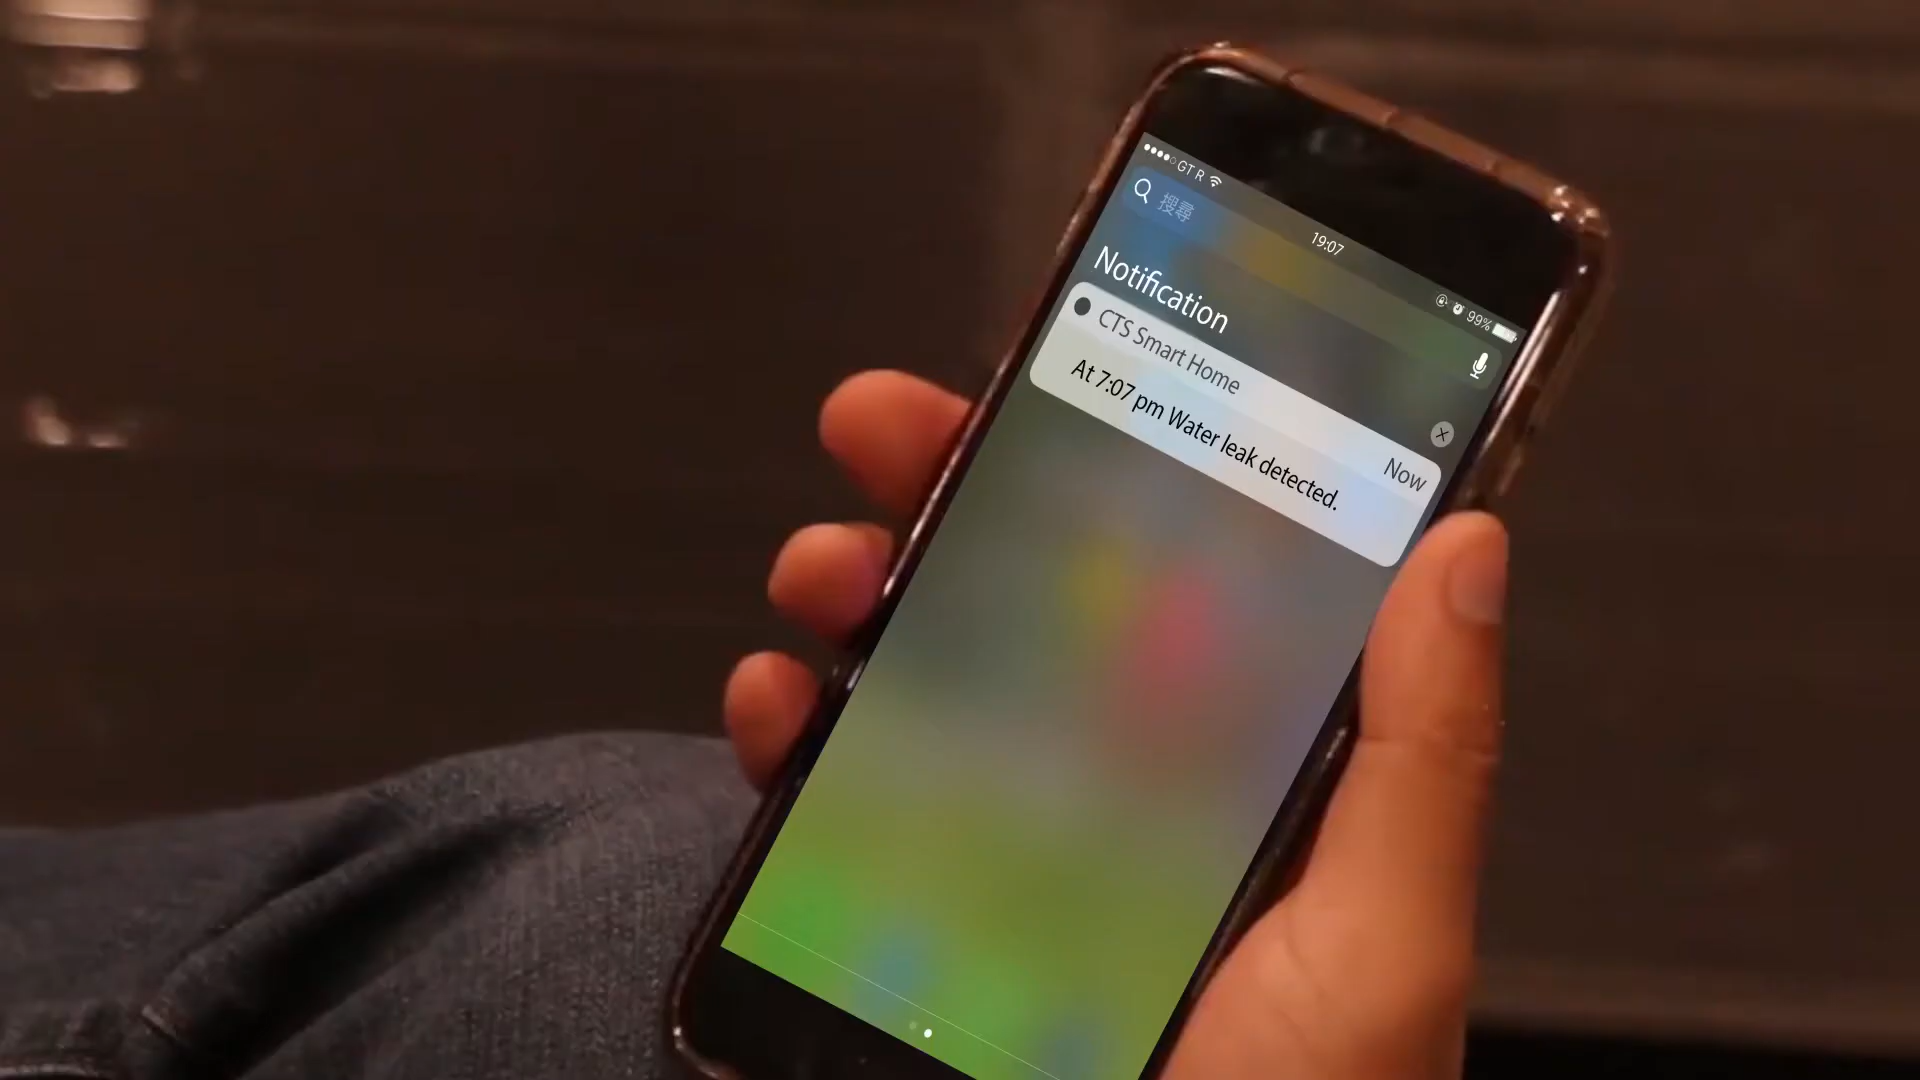 GT R
19:07
99%
搜尋
Notification
CTS Smart Home
Now
At 7:07 pm Water leak detected.